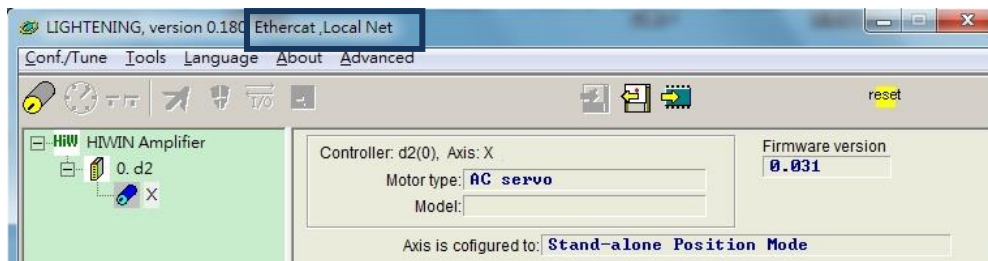 LIGHTENING, version 0.180 Ethercat ,Local Net
Conf./Tune Tools Language About Advanced
I/O
reset
HiW HIWIN Amplifier
0. d2
X
Controller: d2(0), Axis: X
Motor type: AC servo
Model:
Firmware version
0.031
Axis is cofigured to: Stand-alone Position Mode